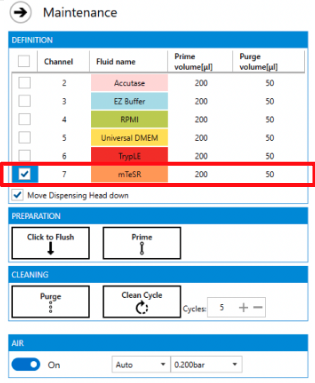 Maintenance
DEFINITION
Channel Fluid name Prime volume[µl] Purge volume[µl]
2 Accutase 200 50
3 EZ Buffer 200 50
4 RPMI 200 50
5 Universal DMEM 200 50
6 TrypLE 200 50
7 mTeSR 200 50
Move Dispensing Head down
PREPARATION
Click to Flush Prime
CLEANING
Purge Clean Cycle Cycles: 5
AIR
On Auto 0.200bar